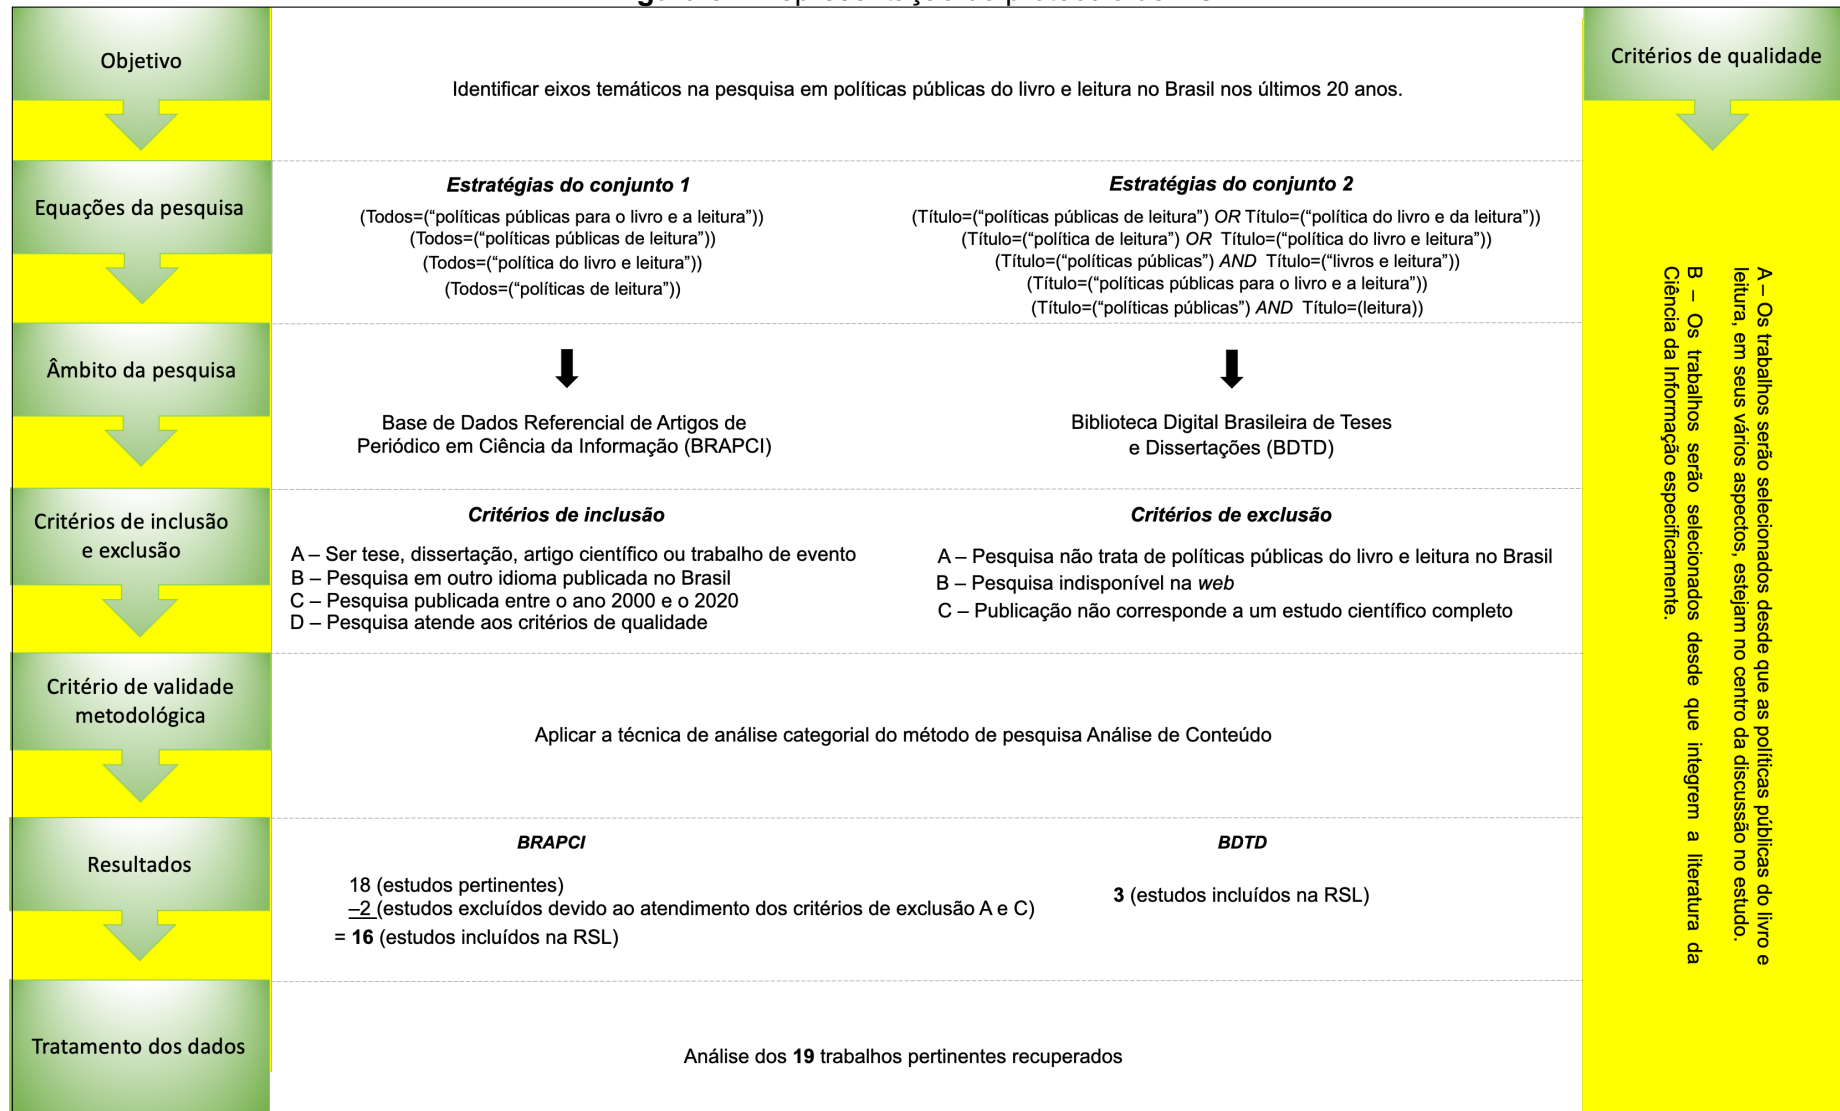 Objetivo
Identificar eixos temáticos na pesquisa em políticas públicas do livro e leitura no Brasil nos últimos 20 anos.
Equações da pesquisa
Estratégias do conjunto 1
(Todos=(“políticas públicas para o livro e a leitura”))
(Todos=(“políticas públicas de leitura”))
(Todos=(“política do livro e leitura”))
(Todos=(“políticas de leitura”))
Estratégias do conjunto 2
(Título=(“políticas públicas de leitura”) OR Título=(“política do livro e da leitura”))
(Título=(“política de leitura”) OR Título=(“política do livro e leitura”))
(Título=(“políticas públicas”) AND Título=(“livros e leitura”))
(Título=(“políticas públicas para o livro e a leitura”))
(Título=(“políticas públicas”) AND Título=(leitura))
Âmbito da pesquisa
Base de Dados Referencial de Artigos de
Periódico em Ciência da Informação (BRAPCI)
Biblioteca Digital Brasileira de Teses
e Dissertações (BDTD)
Critérios de inclusão
e exclusão
Critérios de inclusão
A – Ser tese, dissertação, artigo científico ou trabalho de evento
B – Pesquisa em outro idioma publicada no Brasil
C – Pesquisa publicada entre o ano 2000 e o 2020
D – Pesquisa atende aos critérios de qualidade
Critérios de exclusão
A – Pesquisa não trata de políticas públicas do livro e leitura no Brasil
B – Pesquisa indisponível na web
C – Publicação não corresponde a um estudo científico completo
Critério de validade
metodológica
Aplicar a técnica de análise categorial do método de pesquisa Análise de Conteúdo
Resultados
BRAPCI
18 (estudos pertinentes)
–2 (estudos excluídos devido ao atendimento dos critérios de exclusão A e C)
= 16 (estudos incluídos na RSL)
BDTD
3 (estudos incluídos na RSL)
Tratamento dos dados
Análise dos 19 trabalhos pertinentes recuperados
Critérios de qualidade
A – Os trabalhos serão selecionados desde que as políticas públicas do livro e
leitura, em seus vários aspectos, estejam no centro da discussão no estudo.
B – Os trabalhos serão selecionados desde que integrem a literatura da
Ciência da Informação especificamente.